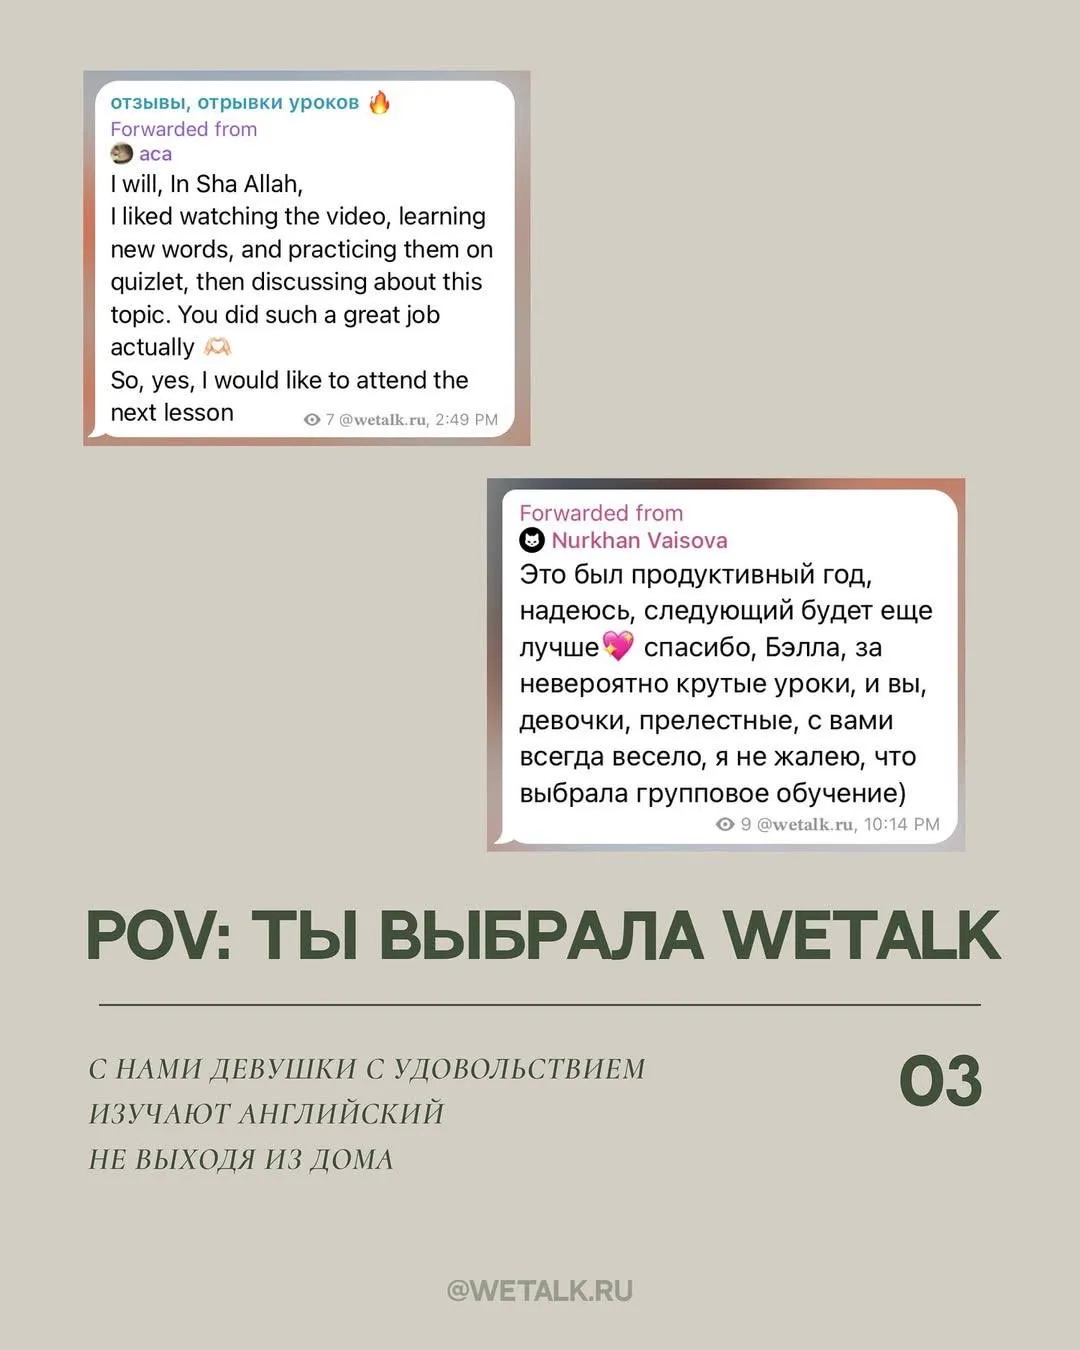 отзывы, отрывки уроков 🔥
Forwarded from
аса
I will, In Sha Allah,
I liked watching the video, learning
new words, and practicing them on
quizlet, then discussing about this
topic. You did such a great job
actually 🫶🏻
So, yes, I would like to attend the
next lesson
7 @wetalk.ru, 2:49 PM
Forwarded from
Nurkhan Vaisova
Это был продуктивный год,
надеюсь, следующий будет еще
лучше💖 спасибо, Бэлла, за
невероятно крутые уроки, и вы,
девочки, прелестные, с вами
всегда весело, я не жалею, что
выбрала групповое обучение)
9 @wetalk.ru, 10:14 PM
POV: ТЫ ВЫБРАЛА WETALK
С НАМИ ДЕВУШКИ С УДОВОЛЬСТВИЕМ
ИЗУЧАЮТ АНГЛИЙСКИЙ
НЕ ВЫХОДЯ ИЗ ДОМА
03
@WETALK.RU